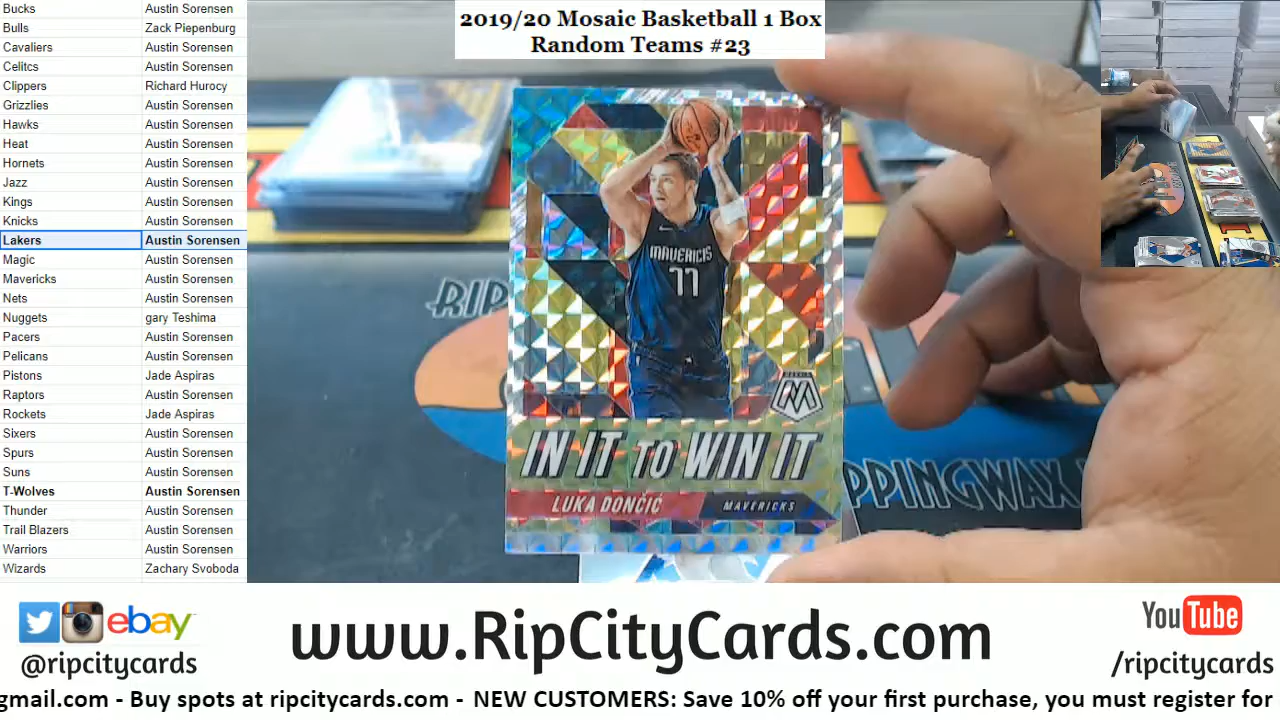 2019/20 Mosaic Basketball 1 Box
Random Teams #23
Bucks Austin Sorensen
Bulls Zack Piepenburg
Cavaliers Austin Sorensen
Celitcs Austin Sorensen
Clippers Richard Hurocy
Grizzlies Austin Sorensen
Hawks Austin Sorensen
Heat Austin Sorensen
Hornets Austin Sorensen
Jazz Austin Sorensen
Kings Austin Sorensen
Knicks Austin Sorensen
Lakers Austin Sorensen
Magic Austin Sorensen
Mavericks Austin Sorensen
Nets Austin Sorensen
Nuggets gary Teshima
Pacers Austin Sorensen
Pelicans Austin Sorensen
Pistons Jade Aspiras
Raptors Austin Sorensen
Rockets Jade Aspiras
Sixers Austin Sorensen
Spurs Austin Sorensen
Suns Austin Sorensen
T-Wolves Austin Sorensen
Thunder Austin Sorensen
Trail Blazers Austin Sorensen
Warriors Austin Sorensen
Wizards Zachary Svoboda
MAVERICKS
77
RIP
IN IT TO WIN IT
LUKA DONČIĆ MAVERICKS
PPINGWAX
ebay
@ripcitycards
www.RipCityCards.com
YouTube
/ripcitycards
gmail.com - Buy spots at ripcitycards.com - NEW CUSTOMERS: Save 10% off your first purchase, you must register for